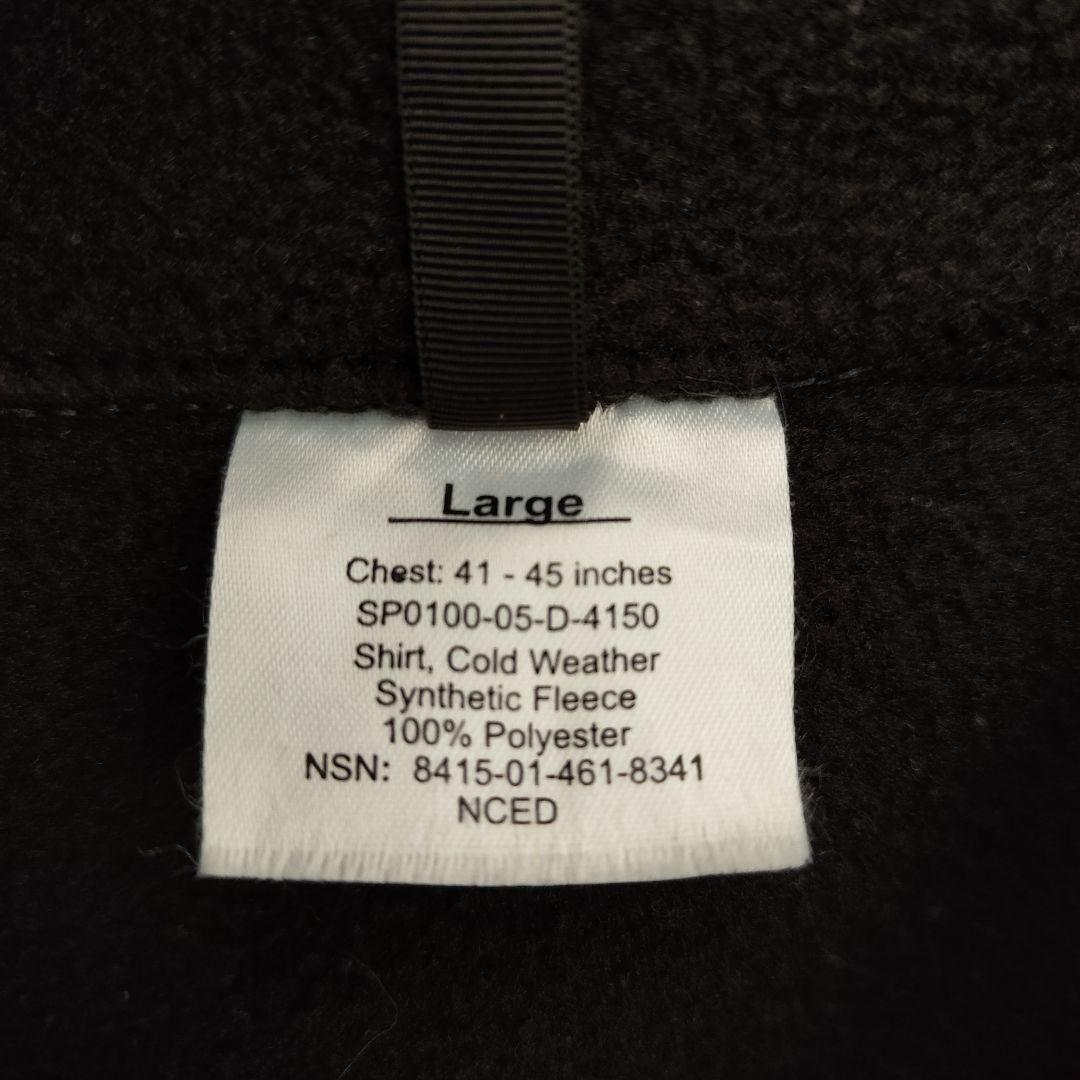 Large
Chest: 41 - 45 inches
SP0100-05-D-4150
Shirt, Cold Weather
Synthetic Fleece
100% Polyester
NSN: 8415-01-461-8341
NCED